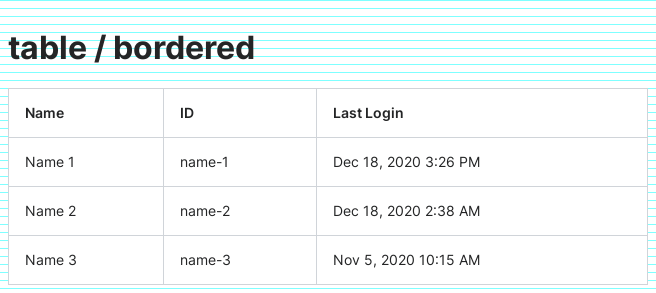 table / bordered
Name ID Last Login
Name 1 name-1 Dec 18, 2020 3:26 PM
Name 2 name-2 Dec 18, 2020 2:38 AM
Name 3 name-3 Nov 5, 2020 10:15 AM